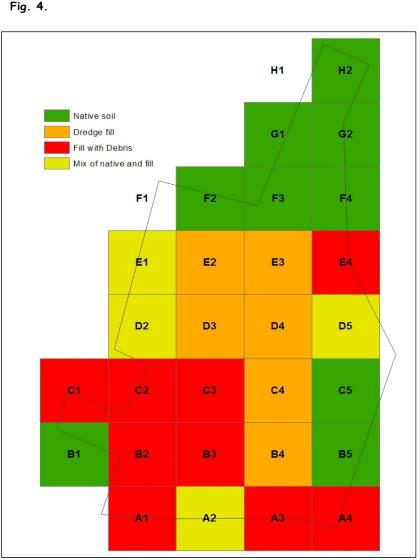 Fig. 4.
H1 H2
G1 G2
Native soil
Dredge fill
Fill with Debris
Mix of native and fill
F1 F2 F3 F4
E1 E2 E3 E4
D2 D3 D4 D5
C1 C2 C3 C4 C5
B1 B2 B3 B4 B5
A1 A2 A3 A4